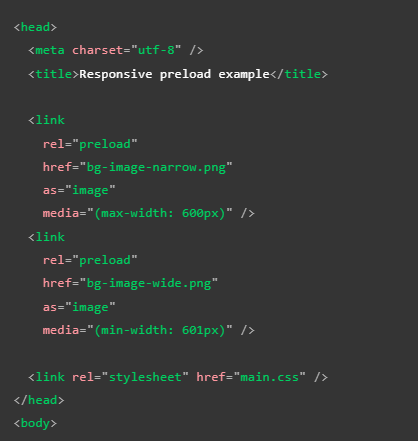 <head>
<meta charset="utf-8" />
<title>Responsive preload example</title>
<link
rel="preload"
href="bg-image-narrow.png"
as="image"
media="(max-width: 600px)" />
<link
rel="preload"
href="bg-image-wide.png"
as="image"
media="(min-width: 601px)" />
<link rel="stylesheet" href="main.css" />
</head>
<body>